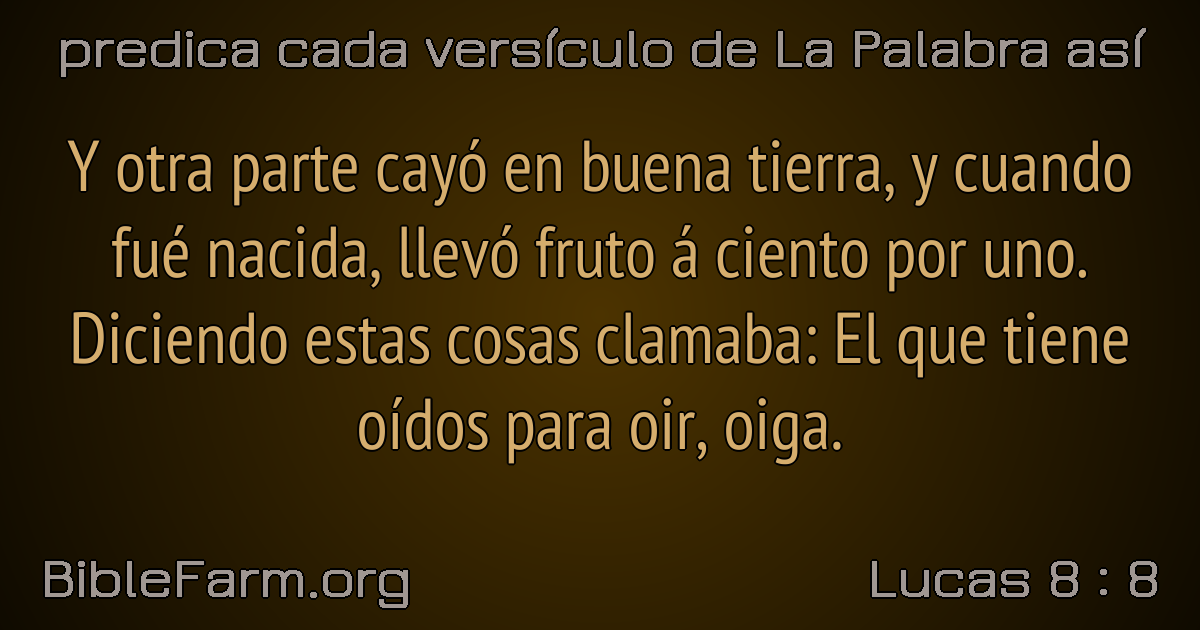 predica cada versículo de La Palabra así
Y otra parte cayó en buena tierra, y cuando
fué nacida, llevó fruto á ciento por uno.
Diciendo estas cosas clamaba: El que tiene
oídos para oir, oiga.
BibleFarm.org
Lucas 8 : 8